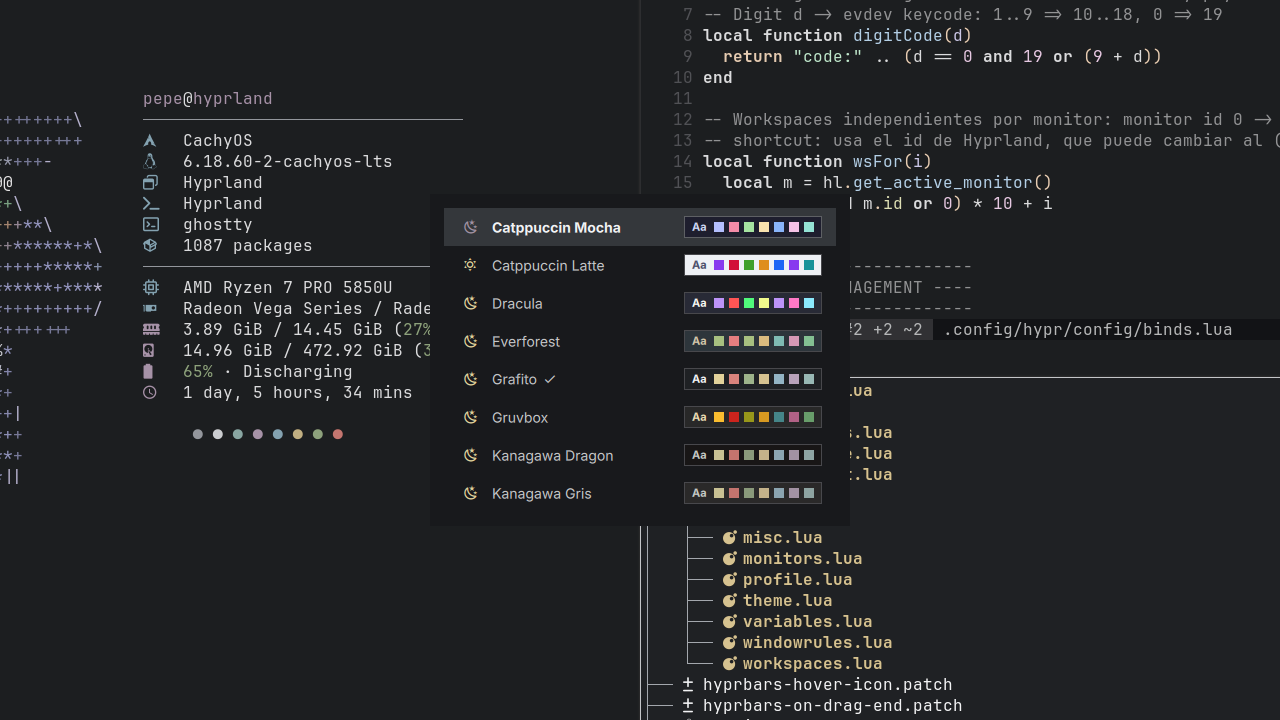 pepe@hyprland
CachyOS
6.18.60-2-cachyos-lts
Hyprland
Hyprland
ghostty
1087 packages
AMD Ryzen 7 PRO 5850U
Radeon Vega Series / Rade
3.89 GiB / 14.45 GiB (27%
14.96 GiB / 472.92 GiB (3
65% · Discharging
1 day, 5 hours, 34 mins
++++++++\
+++++++++
**+++-
@@
*+\
+++**\
+*******+*\
+++++*****+
*****+****
+++++++++/
*++++ +++
%*
#+
*+
++|
*++
**+
*||
7 -- Digit d -> evdev keycode: 1..9 => 10..18, 0 => 19
8 local function digitCode(d)
9 return "code:" .. (d == 0 and 19 or (9 + d))
10 end
11
12 -- Workspaces independientes por monitor: monitor id 0 ->
13 -- shortcut: usa el id de Hyprland, que puede cambiar al (
14 local function wsFor(i)
15 local m = hl.get_active_monitor()
m.id or 0) * 10 + i
-------------
NAGEMENT ----
-------------
#2 +2 ~2 .config/hypr/config/binds.lua
Catppuccin Mocha Aa
Catppuccin Latte Aa
Dracula Aa
Everforest Aa
Grafito ✓ Aa
Gruvbox Aa
Kanagawa Dragon Aa
Kanagawa Gris Aa
lua
s.lua
e.lua
t.lua
misc.lua
monitors.lua
profile.lua
theme.lua
variables.lua
windowrules.lua
workspaces.lua
± hyprbars-hover-icon.patch
± hyprbars-on-drag-end.patch